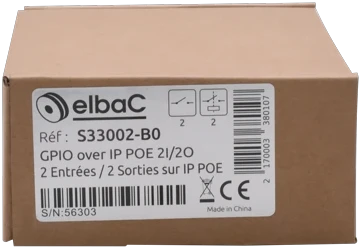 elbaC
2 2
Réf : S33002-B0
GPIO over IP POE 2I/2O
2 Entrées / 2 Sorties sur IP POE
S/N:56303
CE
Made in China
2 170003 380107